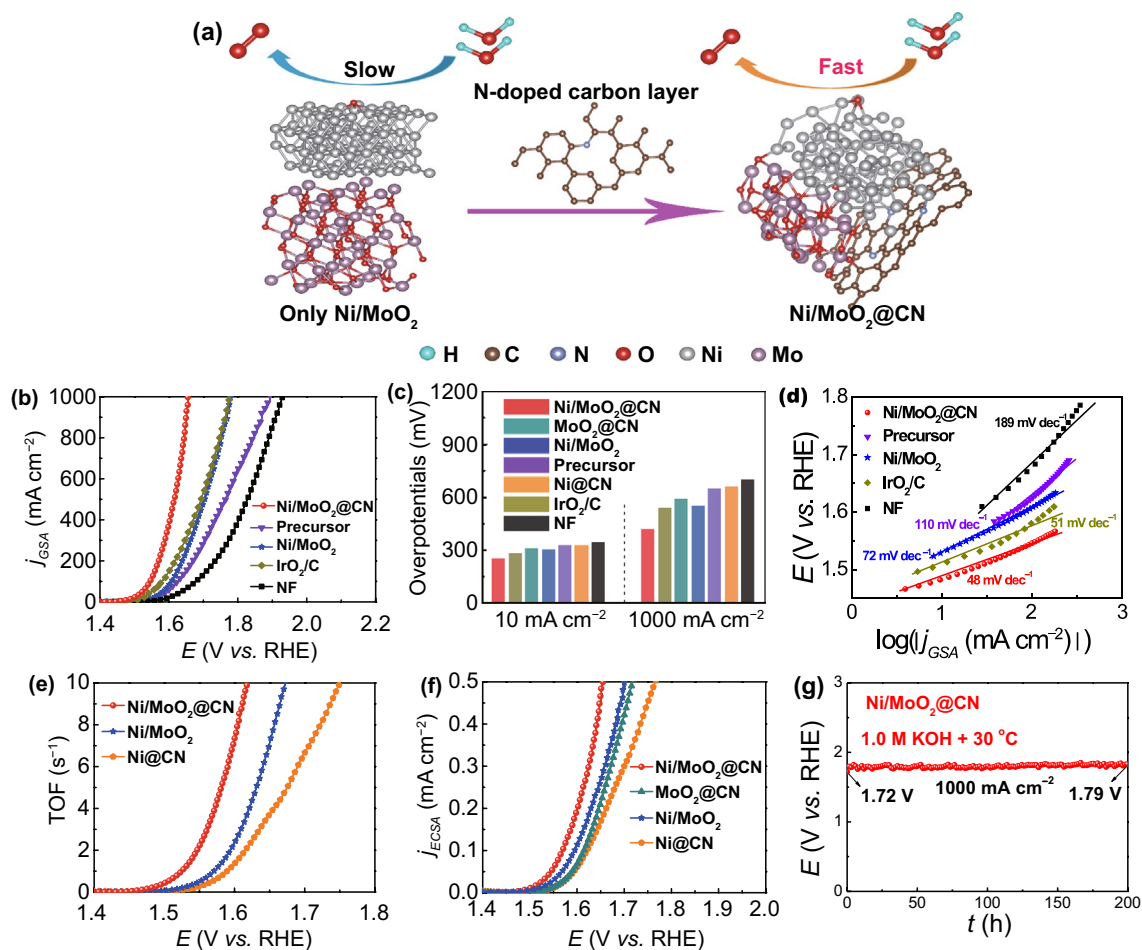 (a)
Slow
Fast
N-doped carbon layer
Only Ni/MoO₂
Ni/MoO₂@CN
H C N O Ni Mo
(b)
1000
800
600
400
200
0
j_GSA (mA cm⁻²)
Ni/MoO₂@CN
Precursor
Ni/MoO₂
IrO₂/C
NF
1.4 1.6 1.8 2.0 2.2
E (V vs. RHE)
(c)
1200
900
600
300
0
Overpotentials (mV)
Ni/MoO₂@CN
MoO₂@CN
Ni/MoO₂
Precursor
Ni@CN
IrO₂/C
NF
10 mA cm⁻² 1000 mA cm⁻²
(d)
1.8
1.7
1.6
1.5
E (V vs. RHE)
Ni/MoO₂@CN
Precursor
Ni/MoO₂
IrO₂/C
NF
189 mV dec⁻¹
110 mV dec⁻¹
51 mV dec⁻¹
72 mV dec⁻¹
48 mV dec⁻¹
0 1 2 3
log(|j_GSA (mA cm⁻²)|)
(e)
10
8
6
4
2
0
TOF (s⁻¹)
Ni/MoO₂@CN
Ni/MoO₂
Ni@CN
1.4 1.5 1.6 1.7 1.8
E (V vs. RHE)
(f)
0.5
0.4
0.3
0.2
0.1
0.0
j_ECSA (mA cm⁻²)
Ni/MoO₂@CN
MoO₂@CN
Ni/MoO₂
Ni@CN
1.4 1.5 1.6 1.7 1.8 1.9 2.0
E (V vs. RHE)
(g)
3
2
1
0
E (V vs. RHE)
Ni/MoO₂@CN
1.0 M KOH + 30 °C
1000 mA cm⁻²
1.72 V
1.79 V
0 50 100 150 200
t (h)